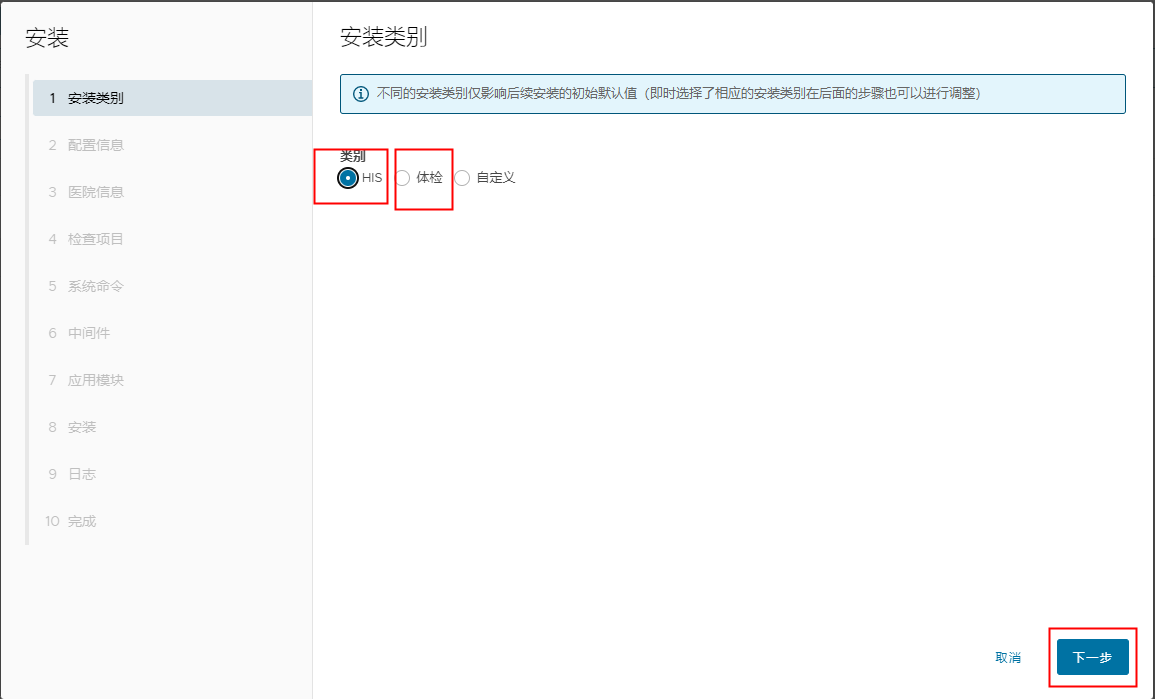 安装
1 安装类别
2 配置信息
3 医院信息
4 检查项目
5 系统命令
6 中间件
7 应用模块
8 安装
9 日志
10 完成
安装类别
不同的安装类别仅影响后续安装的初始默认值（即时选择了相应的安装类别在后面的步骤也可以进行调整）
类别
HIS 体检 自定义
取消 下一步